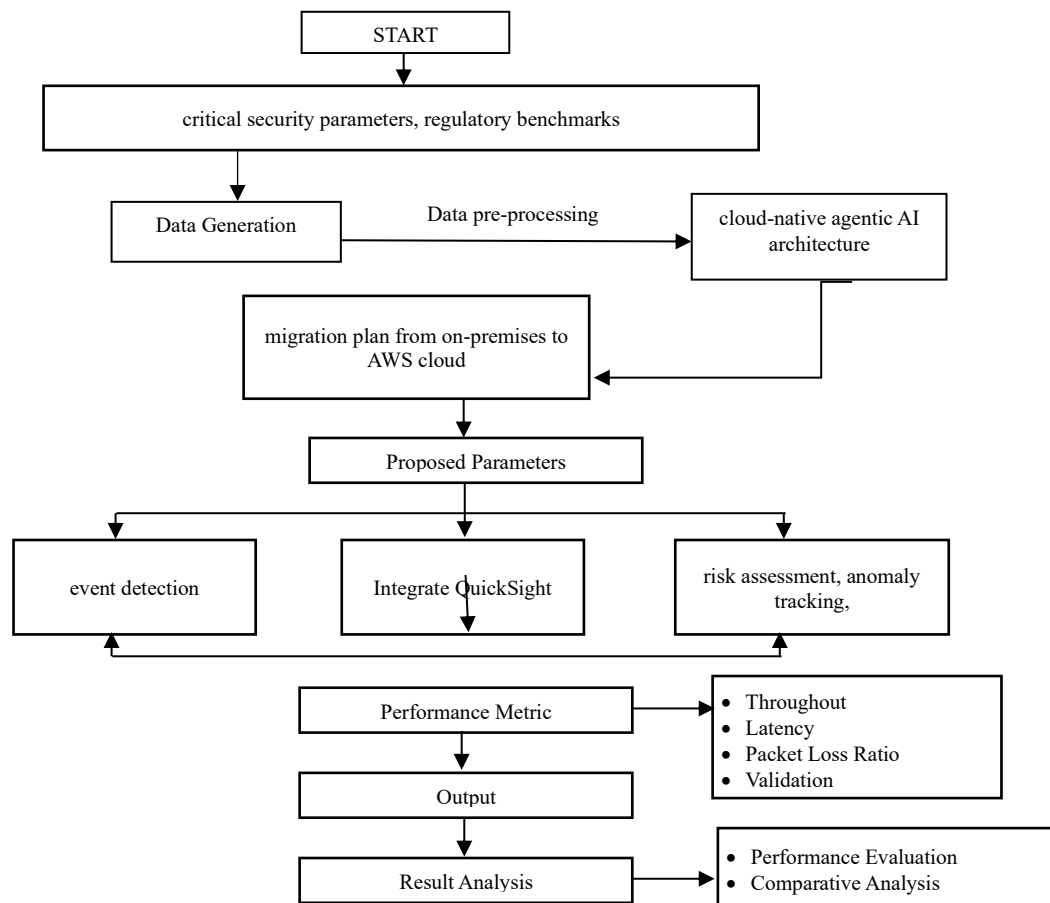 START
critical security parameters, regulatory benchmarks
Data Generation
Data pre-processing
cloud-native agentic AI
architecture
migration plan from on-premises to
AWS cloud
Proposed Parameters
event detection
Integrate QuickSight
risk assessment, anomaly
tracking,
Performance Metric
• Throughout
• Latency
• Packet Loss Ratio
• Validation
Output
Result Analysis
• Performance Evaluation
• Comparative Analysis